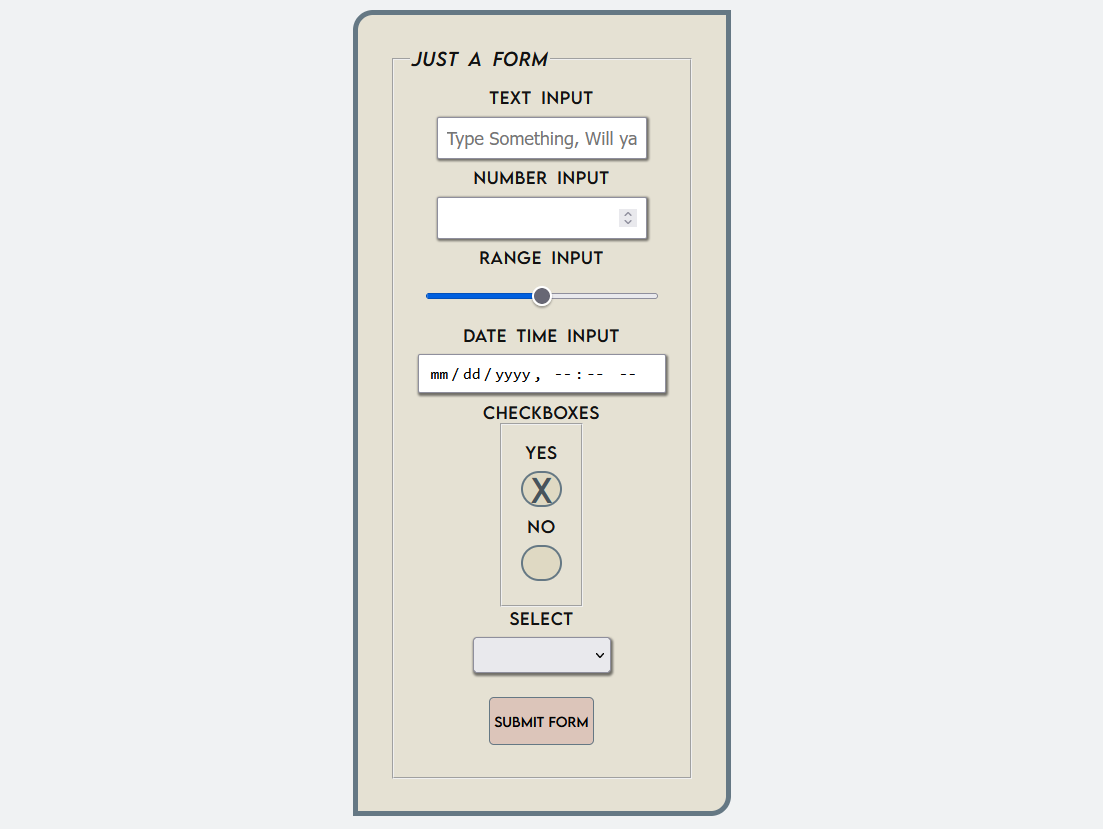 JUST A FORM
TEXT INPUT
Type Something, Will ya
NUMBER INPUT
RANGE INPUT
DATE TIME INPUT
mm/dd/yyyy, --:-- --
CHECKBOXES
YES
X
NO
SELECT
SUBMIT FORM